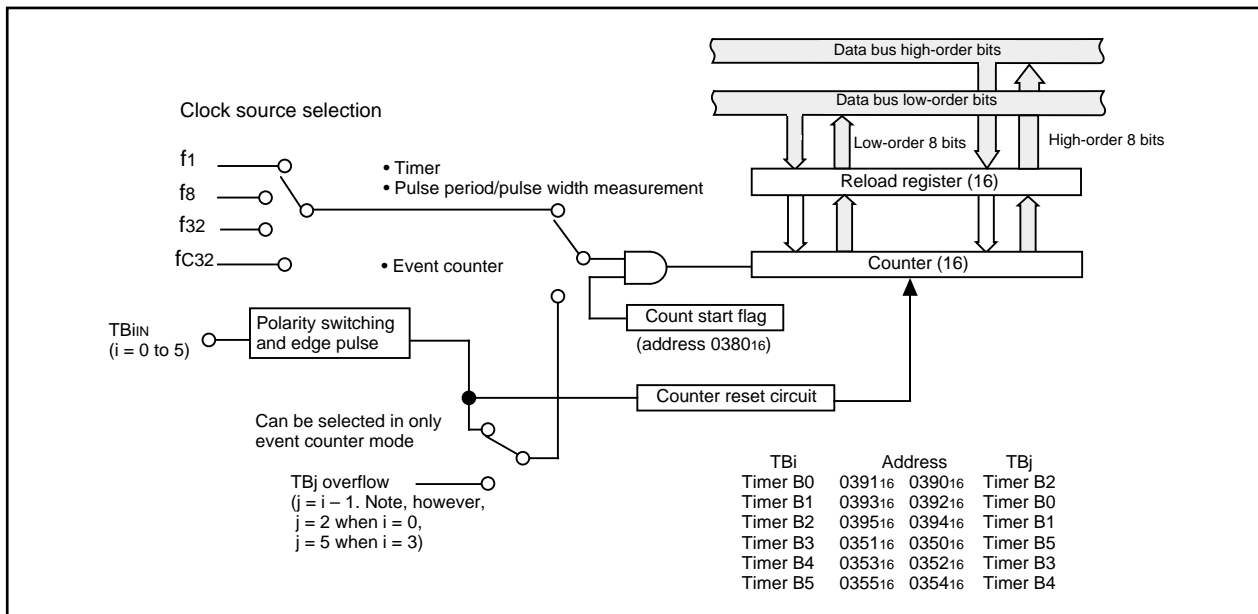 Data bus high-order bits
Data bus low-order bits
Low-order 8 bits
High-order 8 bits
Clock source selection
f1
f8
f32
fC32
• Timer
• Pulse period/pulse width measurement
Reload register (16)
• Event counter
Counter (16)
Count start flag
(address 038016)
TBiIN
(i = 0 to 5)
Polarity switching
and edge pulse
Counter reset circuit
Can be selected in only
event counter mode
TBj overflow
(j = i – 1. Note, however,
j = 2 when i = 0,
j = 5 when i = 3)
TBi Address TBj
Timer B0 039116 039016 Timer B2
Timer B1 039316 039216 Timer B0
Timer B2 039516 039416 Timer B1
Timer B3 035116 035016 Timer B5
Timer B4 035316 035216 Timer B3
Timer B5 035516 035416 Timer B4